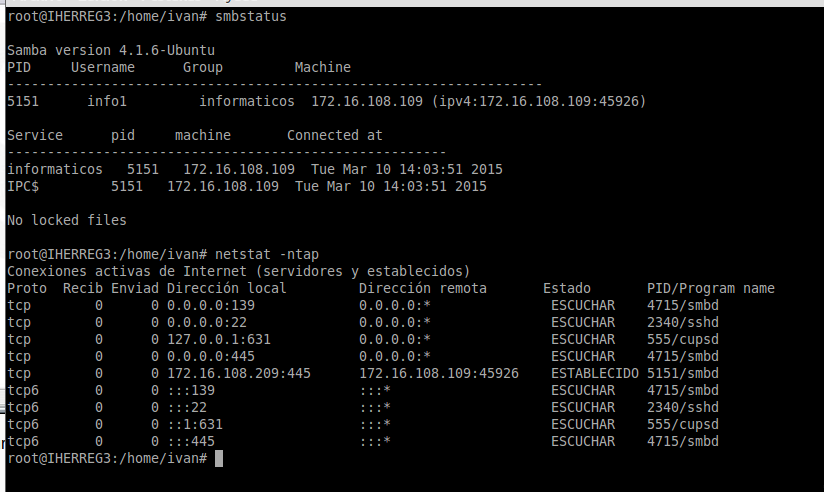 root@IHERREG3:/home/ivan# smbstatus
Samba version 4.1.6-Ubuntu
PID     Username      Group         Machine
-------------------------------------------------------------------
5151      info1         informaticos  172.16.108.109 (ipv4:172.16.108.109:45926)
Service      pid     machine       Connected at
-------------------------------------------------------
informaticos   5151   172.16.108.109  Tue Mar 10 14:03:51 2015
IPC$         5151   172.16.108.109  Tue Mar 10 14:03:51 2015
No locked files
root@IHERREG3:/home/ivan# netstat -ntap
Conexiones activas de Internet (servidores y establecidos)
Proto  Recib Enviad Dirección local         Dirección remota       Estado       PID/Program name
tcp        0      0 0.0.0.0:139             0.0.0.0:*               ESCUCHAR    4715/smbd
tcp        0      0 0.0.0.0:22              0.0.0.0:*               ESCUCHAR    2340/sshd
tcp        0      0 127.0.0.1:631           0.0.0.0:*               ESCUCHAR    555/cupsd
tcp        0      0 0.0.0.0:445             0.0.0.0:*               ESCUCHAR    4715/smbd
tcp        0      0 172.16.108.209:445      172.16.108.109:45926    ESTABLECIDO 5151/smbd
tcp6       0      0 :::139                  :::*                    ESCUCHAR    4715/smbd
tcp6       0      0 :::22                   :::*                    ESCUCHAR    2340/sshd
tcp6       0      0 ::1:631                 :::*                    ESCUCHAR    555/cupsd
tcp6       0      0 :::445                  :::*                    ESCUCHAR    4715/smbd
root@IHERREG3:/home/ivan#